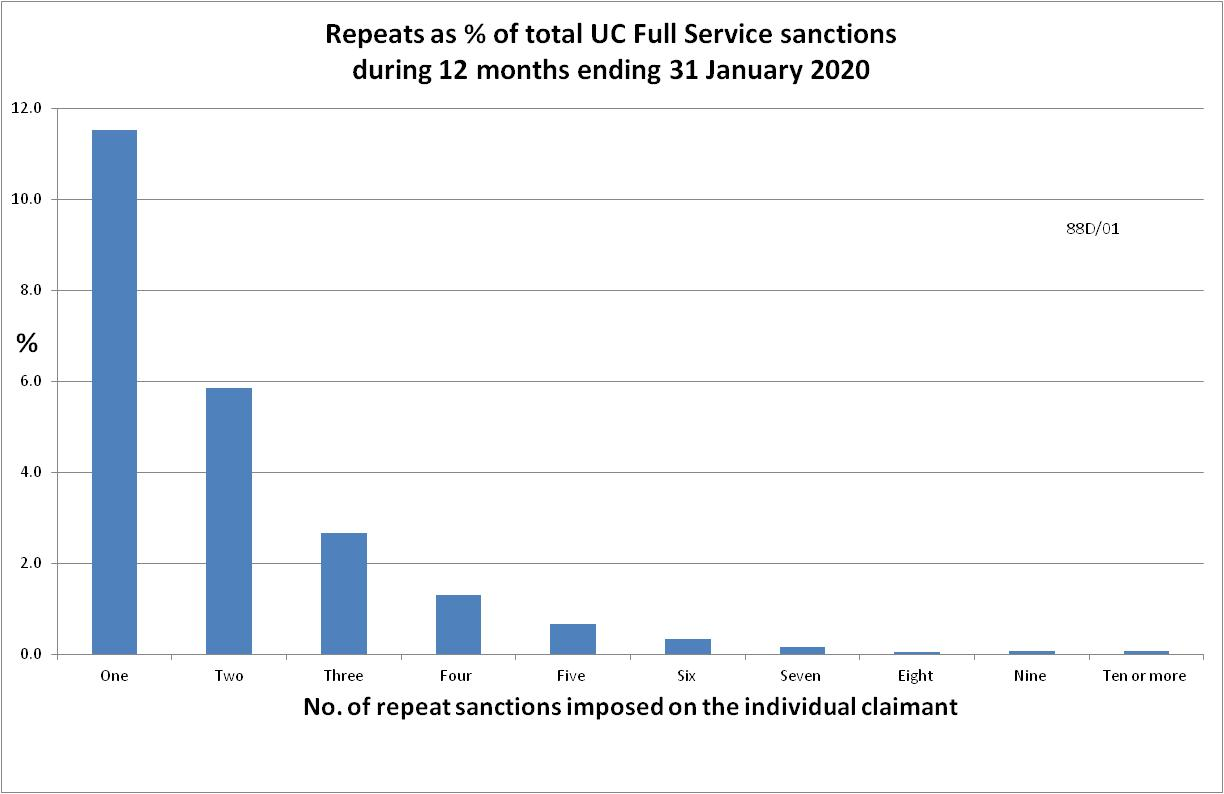 Repeats as % of total UC Full Service sanctions
during 12 months ending 31 January 2020
12.0
10.0
88D/01
8.0
%
6.0
4.0
2.0
0.0
One Two Three Four Five Six Seven Eight Nine Ten or more
No. of repeat sanctions imposed on the individual claimant